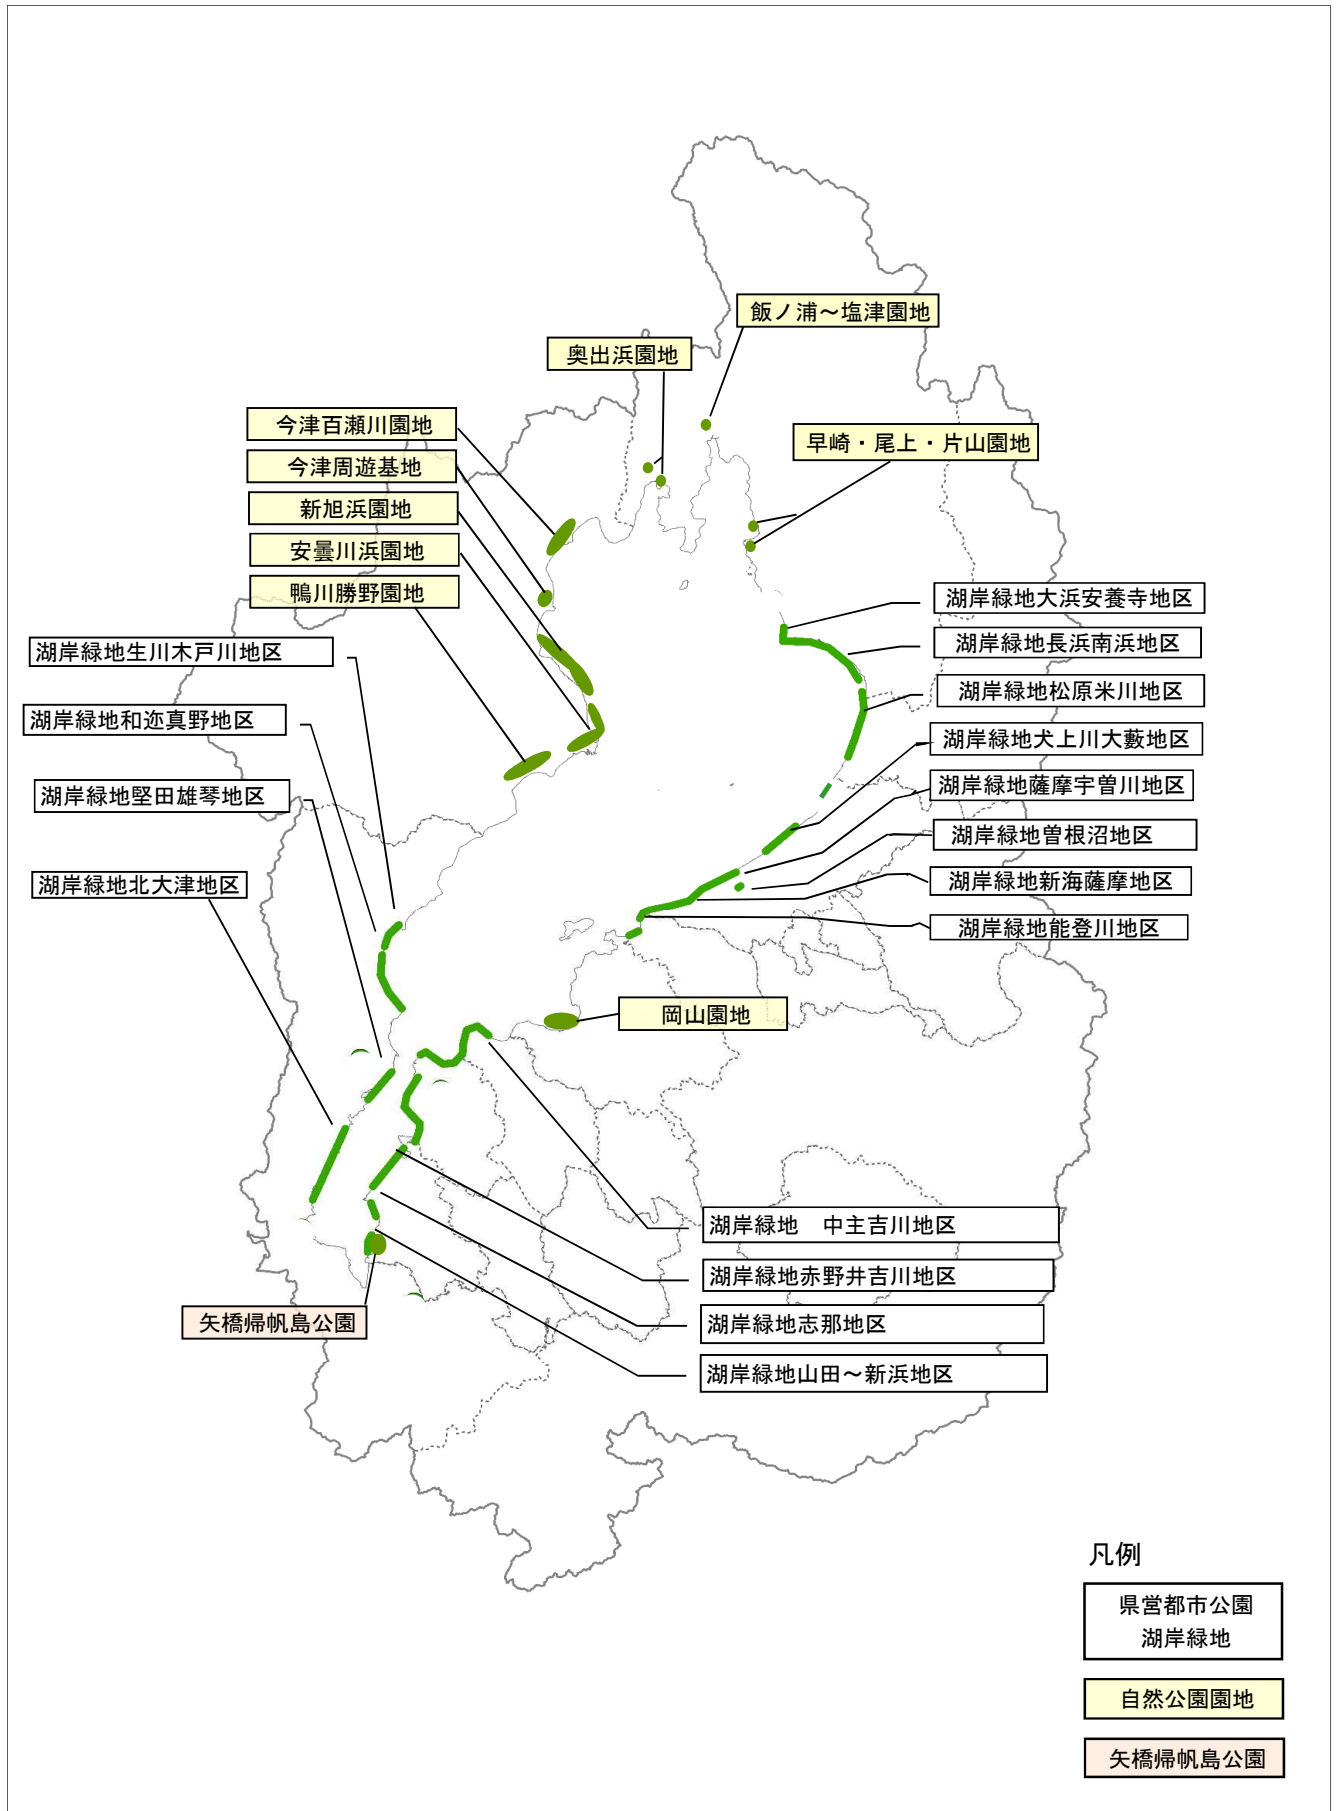 飯ノ浦～塩津園地
奥出浜園地
今津百瀬川園地
早崎・尾上・片山園地
今津周遊基地
新旭浜園地
安曇川浜園地
鴨川勝野園地
湖岸緑地大浜安養寺地区
湖岸緑地長浜南浜地区
湖岸緑地生川木戸川地区
湖岸緑地松原米川地区
湖岸緑地和迩真野地区
湖岸緑地犬上川大藪地区
湖岸緑地薩摩宇曽川地区
湖岸緑地堅田雄琴地区
湖岸緑地曽根沼地区
湖岸緑地北大津地区
湖岸緑地新海薩摩地区
湖岸緑地能登川地区
岡山園地
湖岸緑地　中主吉川地区
湖岸緑地赤野井吉川地区
矢橋帰帆島公園
湖岸緑地志那地区
湖岸緑地山田～新浜地区
凡例
県営都市公園
湖岸緑地
自然公園園地
矢橋帰帆島公園